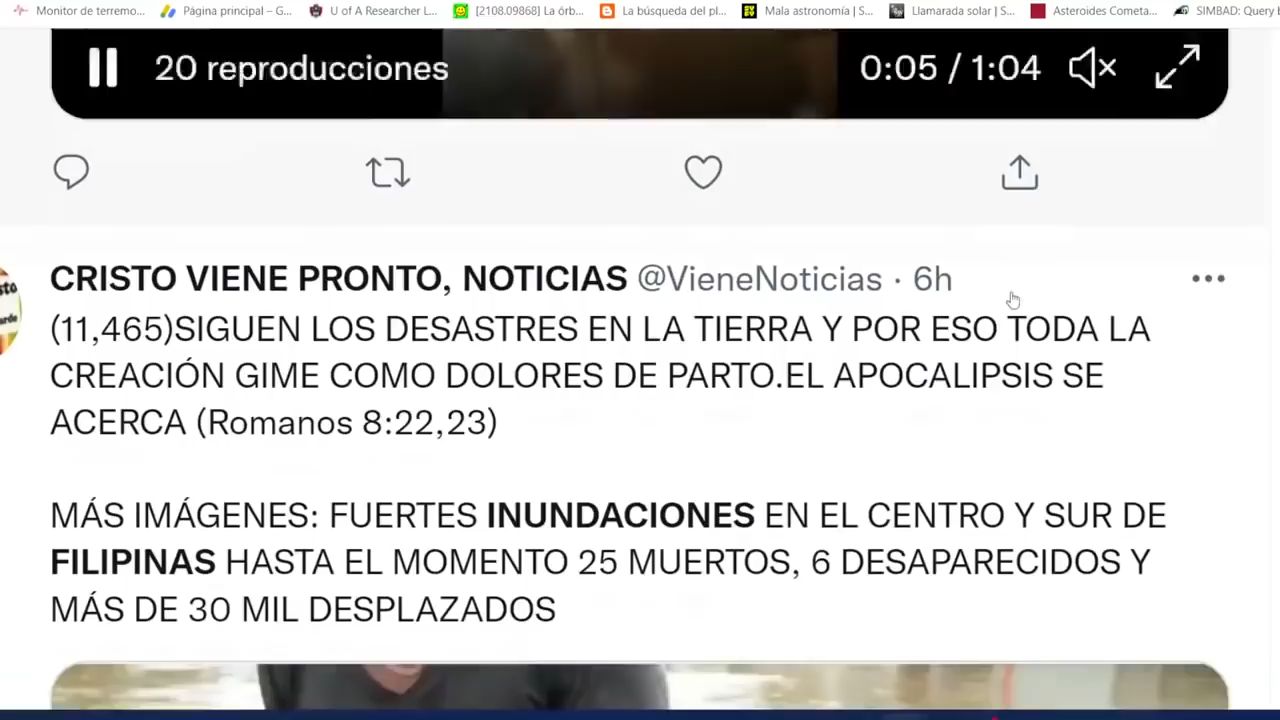 Monitor de terremo... Página principal – G... U of A Researcher L... [2108.09868] La órb... La búsqueda del pl... Mala astronomía | S... Llamarada solar | S... Asteroides Cometa... SIMBAD: Query b
20 reproducciones 0:05 / 1:04
CRISTO VIENE PRONTO, NOTICIAS @VieneNoticias · 6h
(11,465)SIGUEN LOS DESASTRES EN LA TIERRA Y POR ESO TODA LA
CREACIÓN GIME COMO DOLORES DE PARTO.EL APOCALIPSIS SE
ACERCA (Romanos 8:22,23)
MÁS IMÁGENES: FUERTES INUNDACIONES EN EL CENTRO Y SUR DE
FILIPINAS HASTA EL MOMENTO 25 MUERTOS, 6 DESAPARECIDOS Y
MÁS DE 30 MIL DESPLAZADOS